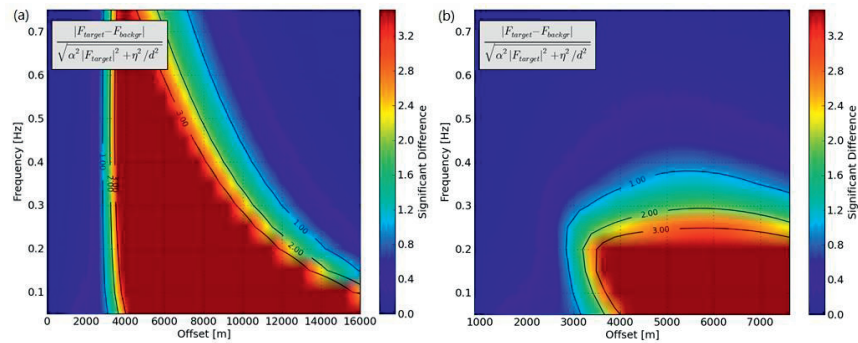 (a)
|F_target−F_backgr|
√α² |F_target|² +η²/d²
Frequency [Hz]
0.7
0.6
0.5
0.4
0.3
0.2
0.1
0 2000 4000 6000 8000 10000 12000 14000 16000
Offset [m]
3.00
3.00
3.00
1.00
2.00
Significant Difference
3.2
2.8
2.4
2.0
1.6
1.2
0.8
0.4
0.0
(b)
|F_target−F_backgr|
√α² |F_target|² +η²/d²
Frequency [Hz]
0.7
0.6
0.5
0.4
0.3
0.2
0.1
1000 2000 3000 4000 5000 6000 7000
Offset [m]
1.00
2.00
3.00
Significant Difference
3.2
2.8
2.4
2.0
1.6
1.2
0.8
0.4
0.0